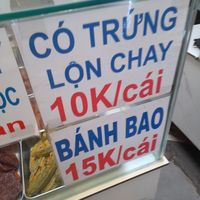 CÓ TRỨNG
LỘN CHAY
10K/cái
BÁNH BAO
15K/cái